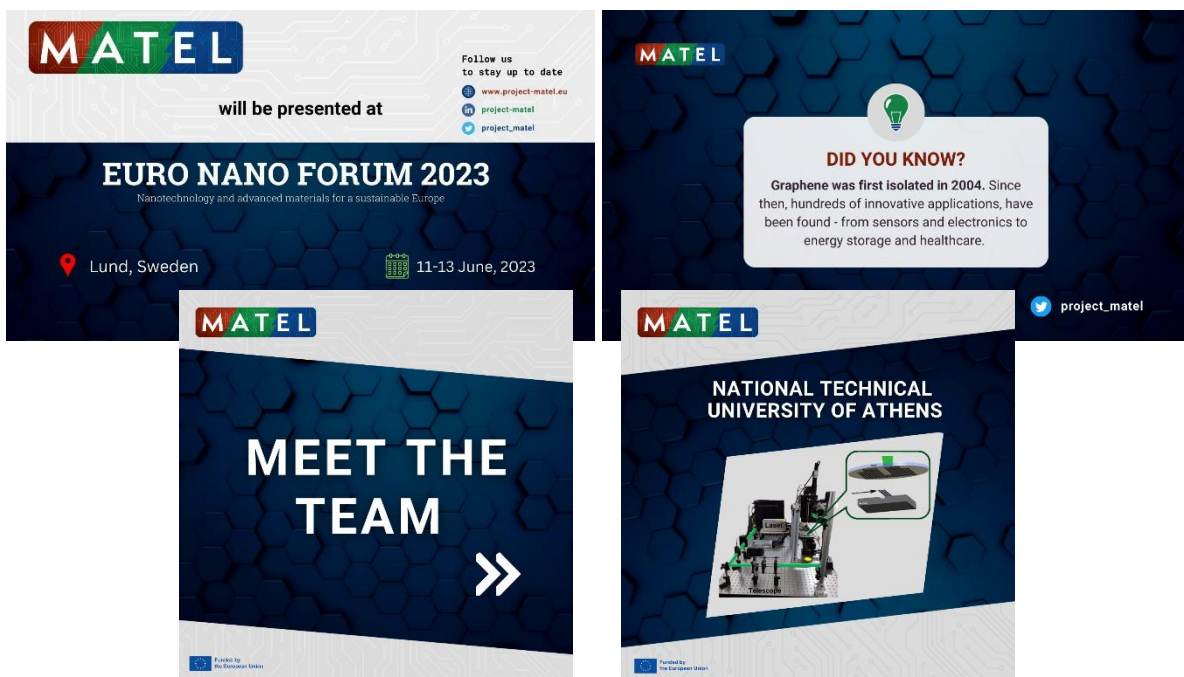 MATEL
Follow us
to stay up to date
www.project-matel.eu
project-matel
project_matel
will be presented at
EURO NANO FORUM 2023
Nanotechnology and advanced materials for a sustainable Europe
Lund, Sweden
11-13 June, 2023
MATEL
DID YOU KNOW?
Graphene was first isolated in 2004. Since
then, hundreds of innovative applications, have
been found - from sensors and electronics to
energy storage and healthcare.
project_matel
MATEL
MEET THE
TEAM
Funded by
the European Union
MATEL
NATIONAL TECHNICAL
UNIVERSITY OF ATHENS
Laser
Telescope
Funded by
the European Union